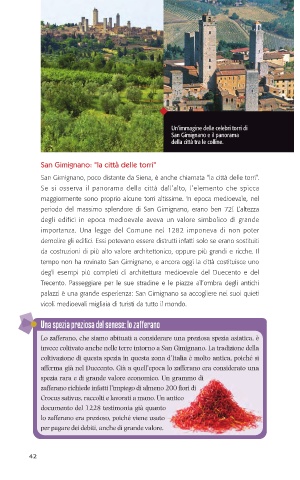 Un'immagine delle celebri torri di
San Gimignano e il panorama
della città tra le colline.
San Gimignano: "la città delle torri"
San Gimignano, poco distante da Siena, è anche chiamata "la città delle torri".
Se si osserva il panorama della città dall'alto, l'elemento che spicca
maggiormente sono proprio alcune torri altissime. In epoca medioevale, nel
periodo del massimo splendore di San Gimignano, erano ben 72! L'altezza
degli edifici in epoca medioevale aveva un valore simbolico di grande
importanza. Una legge del Comune nel 1282 imponeva di non poter
demolire gli edifici. Essi potevano essere distrutti infatti solo se erano sostituiti
da costruzioni di più alto valore architettonico, oppure più grandi e ricche. Il
tempo non ha rovinato San Gimignano, e ancora oggi la città costituisce uno
degli esempi più completi di architettura medioevale del Duecento e del
Trecento. Passeggiare per le sue stradine e le piazze all'ombra degli antichi
palazzi è una grande esperienza: San Gimignano sa accogliere nei suoi quieti
vicoli medioevali migliaia di turisti da tutto il mondo.
Una spezia preziosa del senese: lo zafferano
Lo zafferano, che siamo abituati a considerare una preziosa spezia asiatica, è
invece coltivato anche nelle terre intorno a San Gimignano. La tradizione della
coltivazione di questa spezia in questa zona d'Italia è molto antica, poiché si
afferma già nel Duecento. Già a quell'epoca lo zafferano era considerato una
spezia rara e di grande valore economico. Un grammo di
zafferano richiede infatti l'impiego di almeno 200 fiori di
Crocus sativus, raccolti e lavorati a mano. Un antico
documento del 1228 testimonia già quanto
lo zafferano era prezioso, poiché viene usato
per pagare dei debiti, anche di grande valore.
42